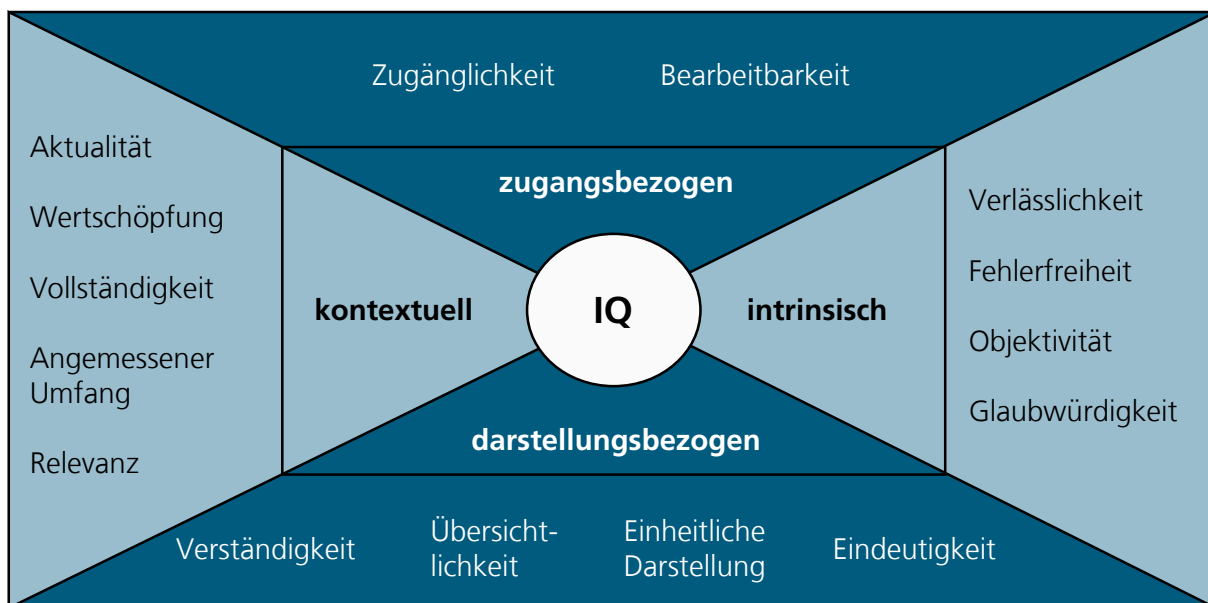 Zugänglichkeit
Bearbeitbarkeit
zugangsbezogen
Aktualität
Wertschöpfung
Vollständigkeit
Angemessener
Umfang
Relevanz
kontextuell
IQ
intrinsisch
Verlässlichkeit
Fehlerfreiheit
Objektivität
Glaubwürdigkeit
darstellungsbezogen
Verständigkeit
Übersicht-
lichkeit
Einheitliche
Darstellung
Eindeutigkeit